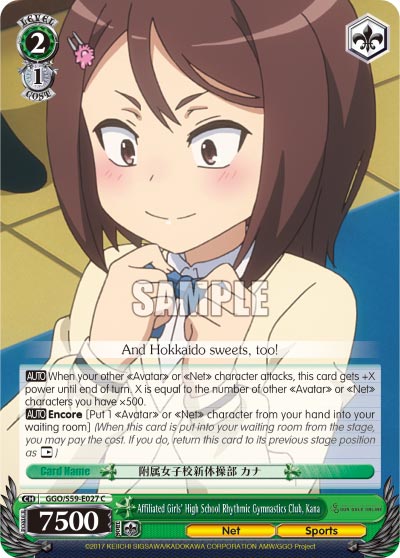 LEVEL
2
1
COST
SAMPLE
And Hokkaido sweets, too!
AUTO When your other «Avatar» or «Net» character attacks, this card gets +X
power until end of turn. X is equal to the number of other «Avatar» or «Net»
characters you have ×500.
AUTO Encore [Put 1 «Avatar» or «Net» character from your hand into your
waiting room] (When this card is put into your waiting room from the stage,
you may pay the cost. If you do, return this card to its previous stage position
as )
Card Name 附属女子校新体操部 カナ
CH GGO/S59-E027 C Affiliated Girls' High School Rhythmic Gymnastics Club, Kana
POWER 7500 Net Sports
©2017 KEIICHI SIGSAWA/KADOKAWA CORPORATION AMW/GGO Project